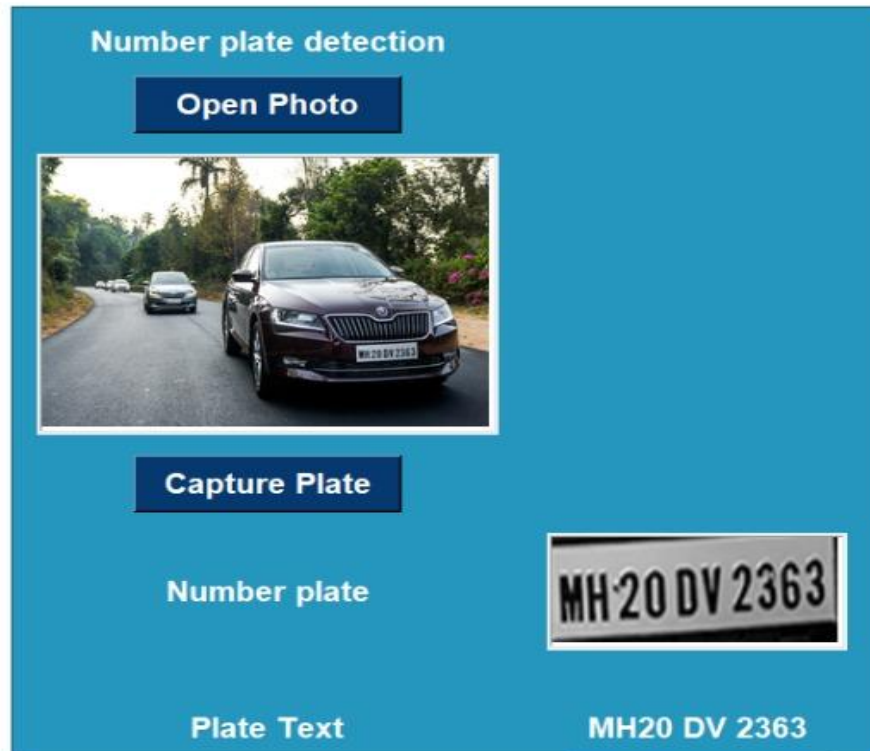 Number plate detection
Open Photo
MH 20 DV 2363
Capture Plate
Number plate
MH 20 DV 2363
Plate Text
MH20 DV 2363